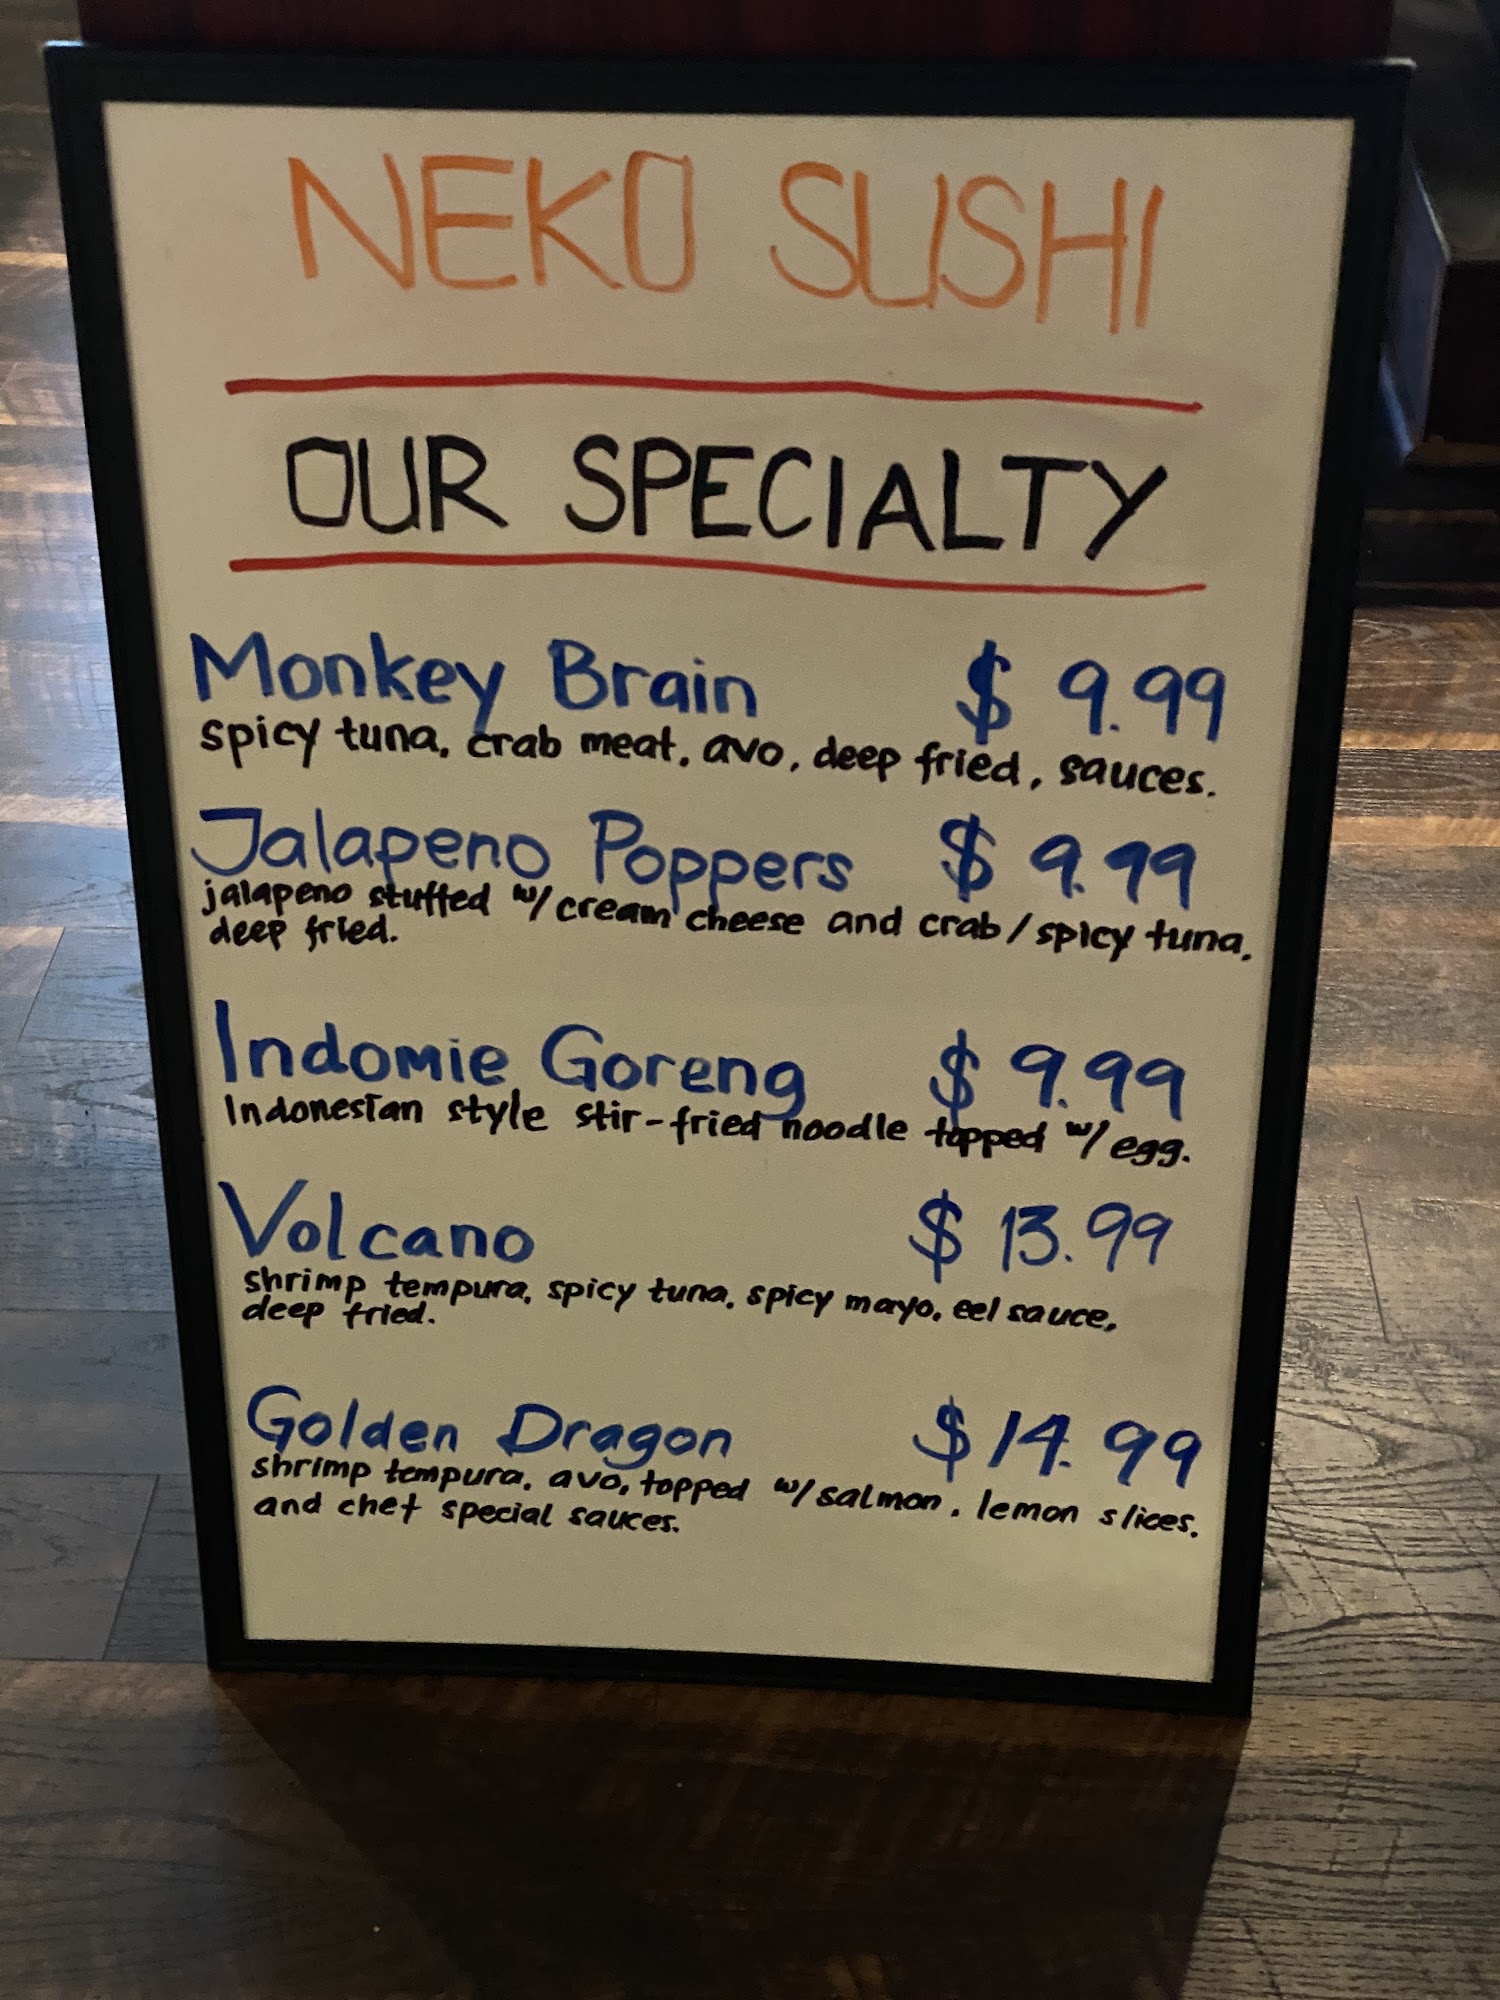 NEKO SUSHI
OUR SPECIALTY
Monkey Brain $ 9.99
spicy tuna, crab meat, avo, deep fried, sauces.
Jalapeno Poppers $ 9.99
jalapeno stuffed w/ cream cheese and crab / spicy tuna,
deep fried.
Indomie Goreng $ 9.99
Indonesian style stir-fried noodle topped w/ egg.
Volcano $ 13.99
shrimp tempura, spicy tuna, spicy mayo, eel sauce,
deep fried.
Golden Dragon $ 14.99
shrimp tempura, avo, topped w/ salmon, lemon slices,
and chef special sauces.